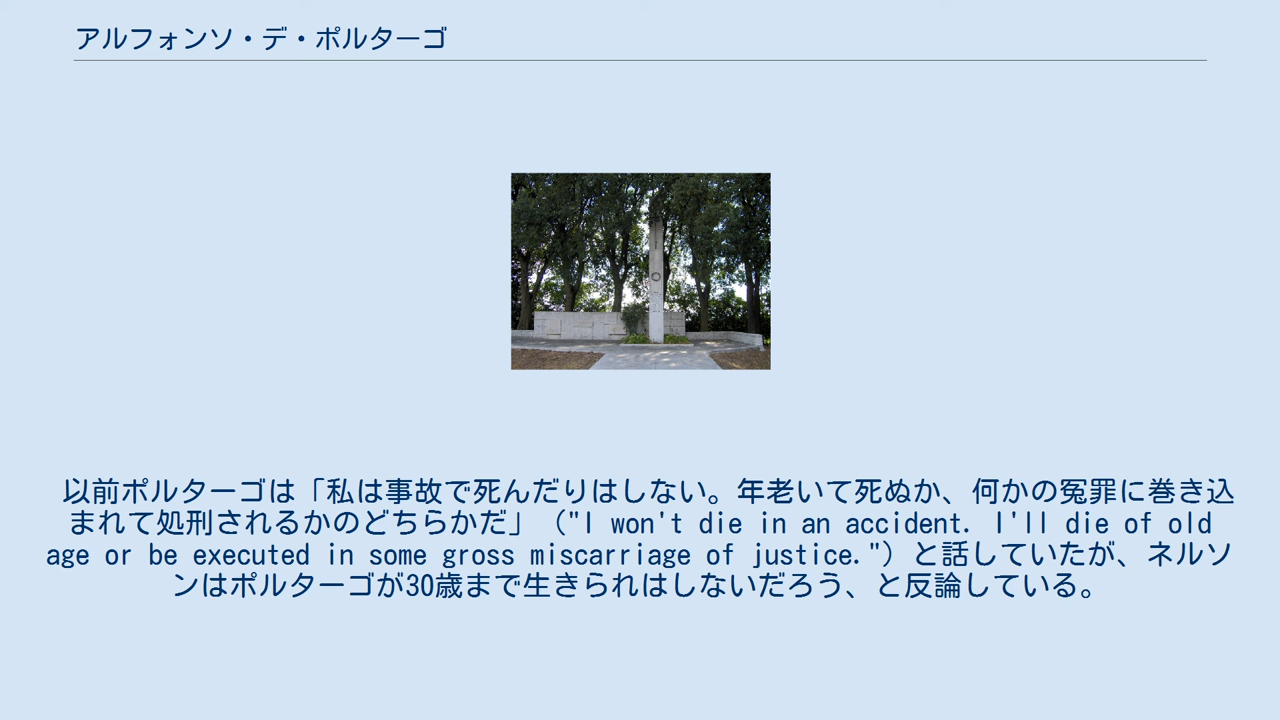 アルフォンソ・デ・ポルターゴ
以前ポルターゴは「私は事故で死んだりはしない。年老いて死ぬか、何かの冤罪に巻き込
まれて処刑されるかのどちらかだ」（"I won't die in an accident. I'll die of old
age or be executed in some gross miscarriage of justice."）と話していたが、ネルソ
ンはポルターゴが30歳まで生きられはしないだろう、と反論している。